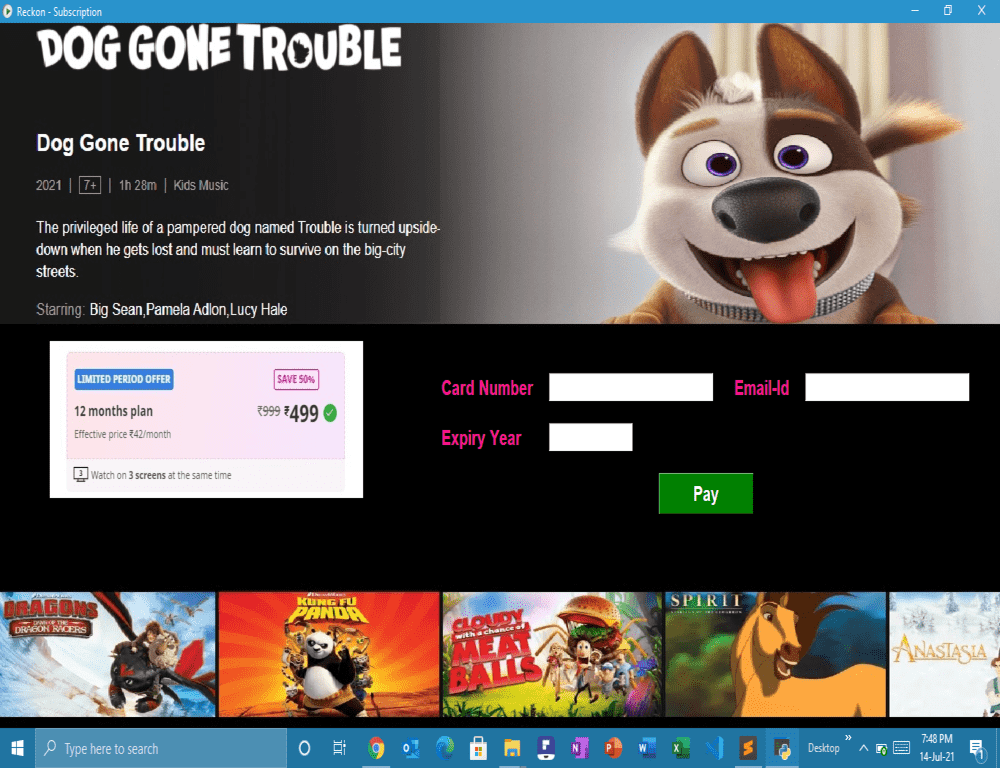 Reckon - Subscription
DOG GONE TROUBLE
Dog Gone Trouble
2021 | 7+ | 1h 28m | Kids Music
The privileged life of a pampered dog named Trouble is turned upside-
down when he gets lost and must learn to survive on the big-city
streets.
Starring: Big Sean,Pamela Adlon,Lucy Hale
LIMITED PERIOD OFFER
SAVE 50%
12 months plan
₹999 ₹499
Effective price ₹42/month
3 Watch on 3 screens at the same time
Card Number
Email-Id
Expiry Year
Pay
DRAGONS
DAWN OF THE
DRAGON RACERS
KUNG FU
PANDA
CLOUDY
with a chance of
MEAT
BALLS
SPIRIT
ANASTASIA
Type here to search
Desktop
7:48 PM
14-Jul-21
1